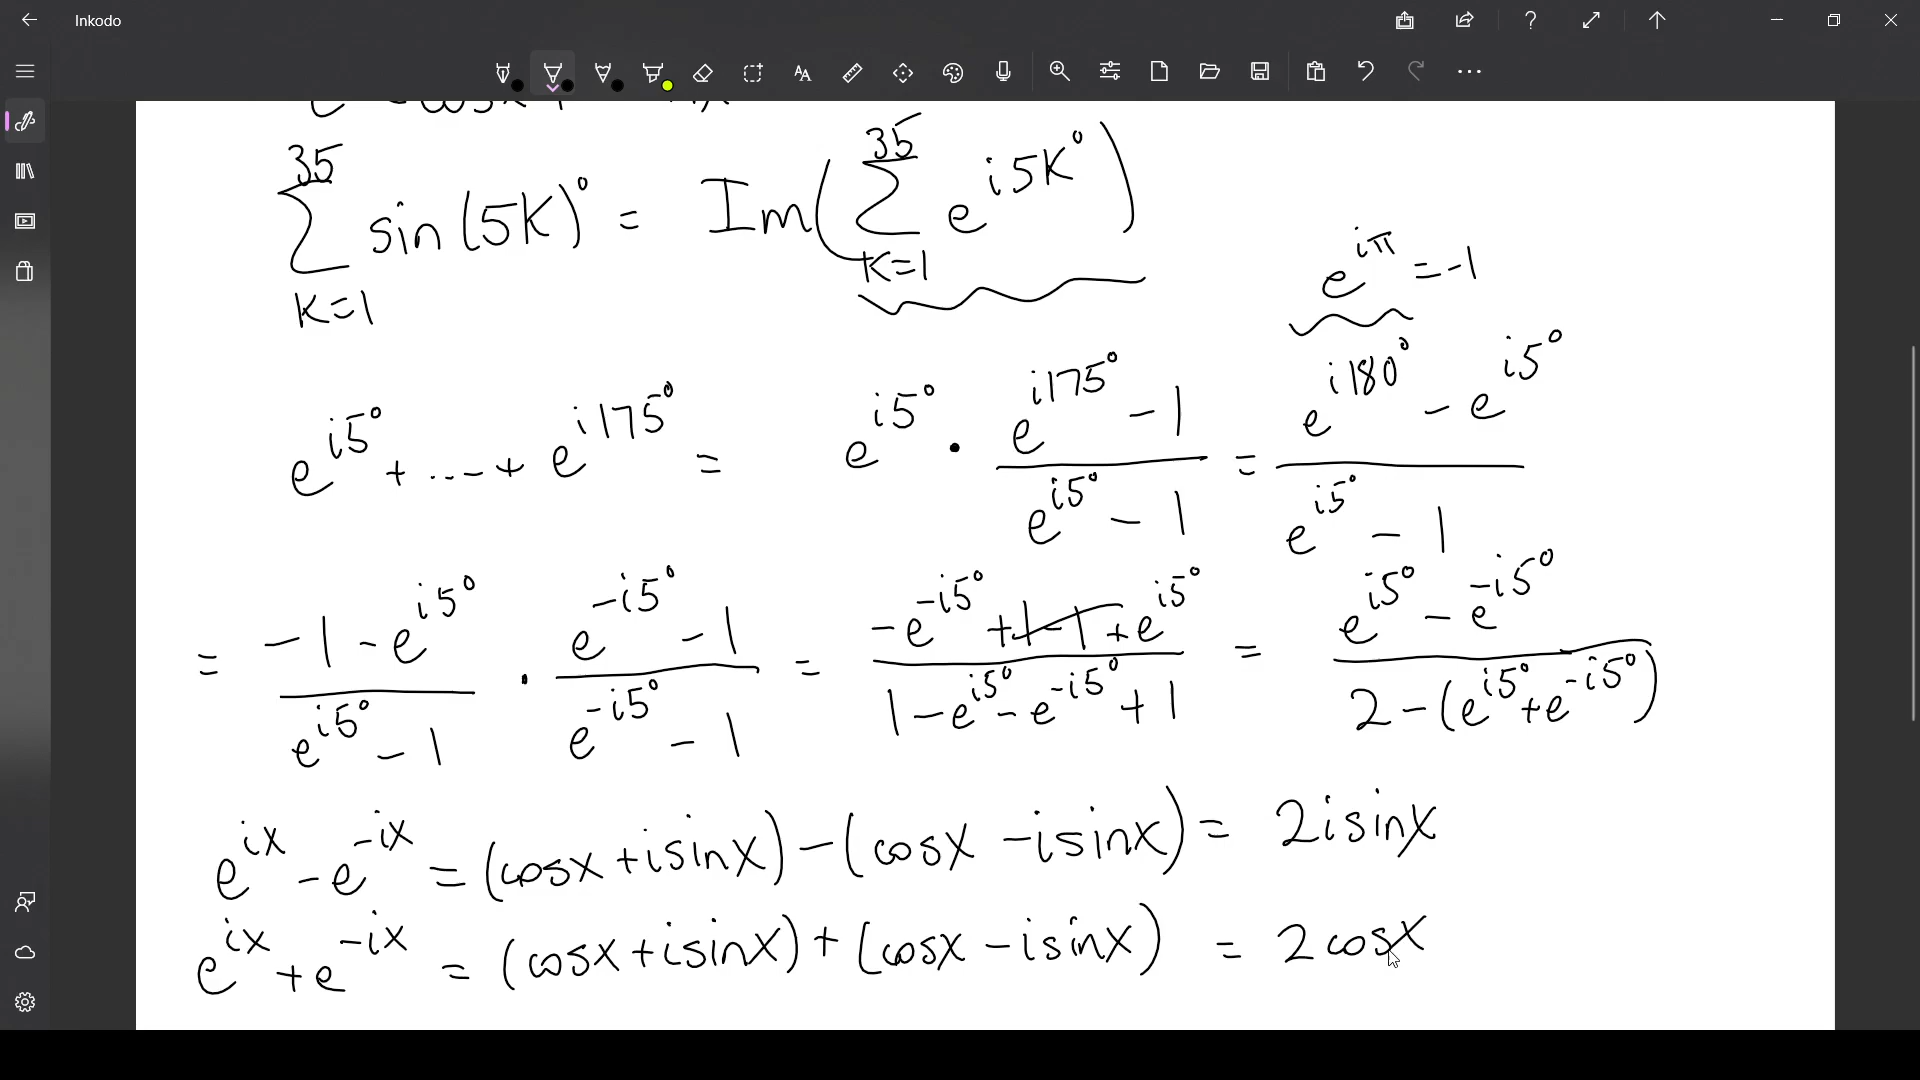 Inkodo
35 35
∑ sin(5K)° = Im(∑ e^{i5K°})
K=1 K=1
e^{iπ} = -1
e^{i5°} + ... + e^{i175°} = e^{i5°} · (e^{i175°} - 1)/(e^{i5°} - 1) = (e^{i180°} - e^{i5°})/(e^{i5°} - 1)
= (-1 - e^{i5°})/(e^{i5°} - 1) · (e^{-i5°} - 1)/(e^{-i5°} - 1) = (-e^{-i5°} + 1 - 1 + e^{i5°})/(1 - e^{i5°} - e^{-i5°} + 1) = (e^{i5°} - e^{-i5°})/(2 - (e^{i5°} + e^{-i5°}))
e^{ix} - e^{-ix} = (cosx + isinx) - (cosx - isinx) = 2isinx
e^{ix} + e^{-ix} = (cosx + isinx) + (cosx - isinx) = 2cosx